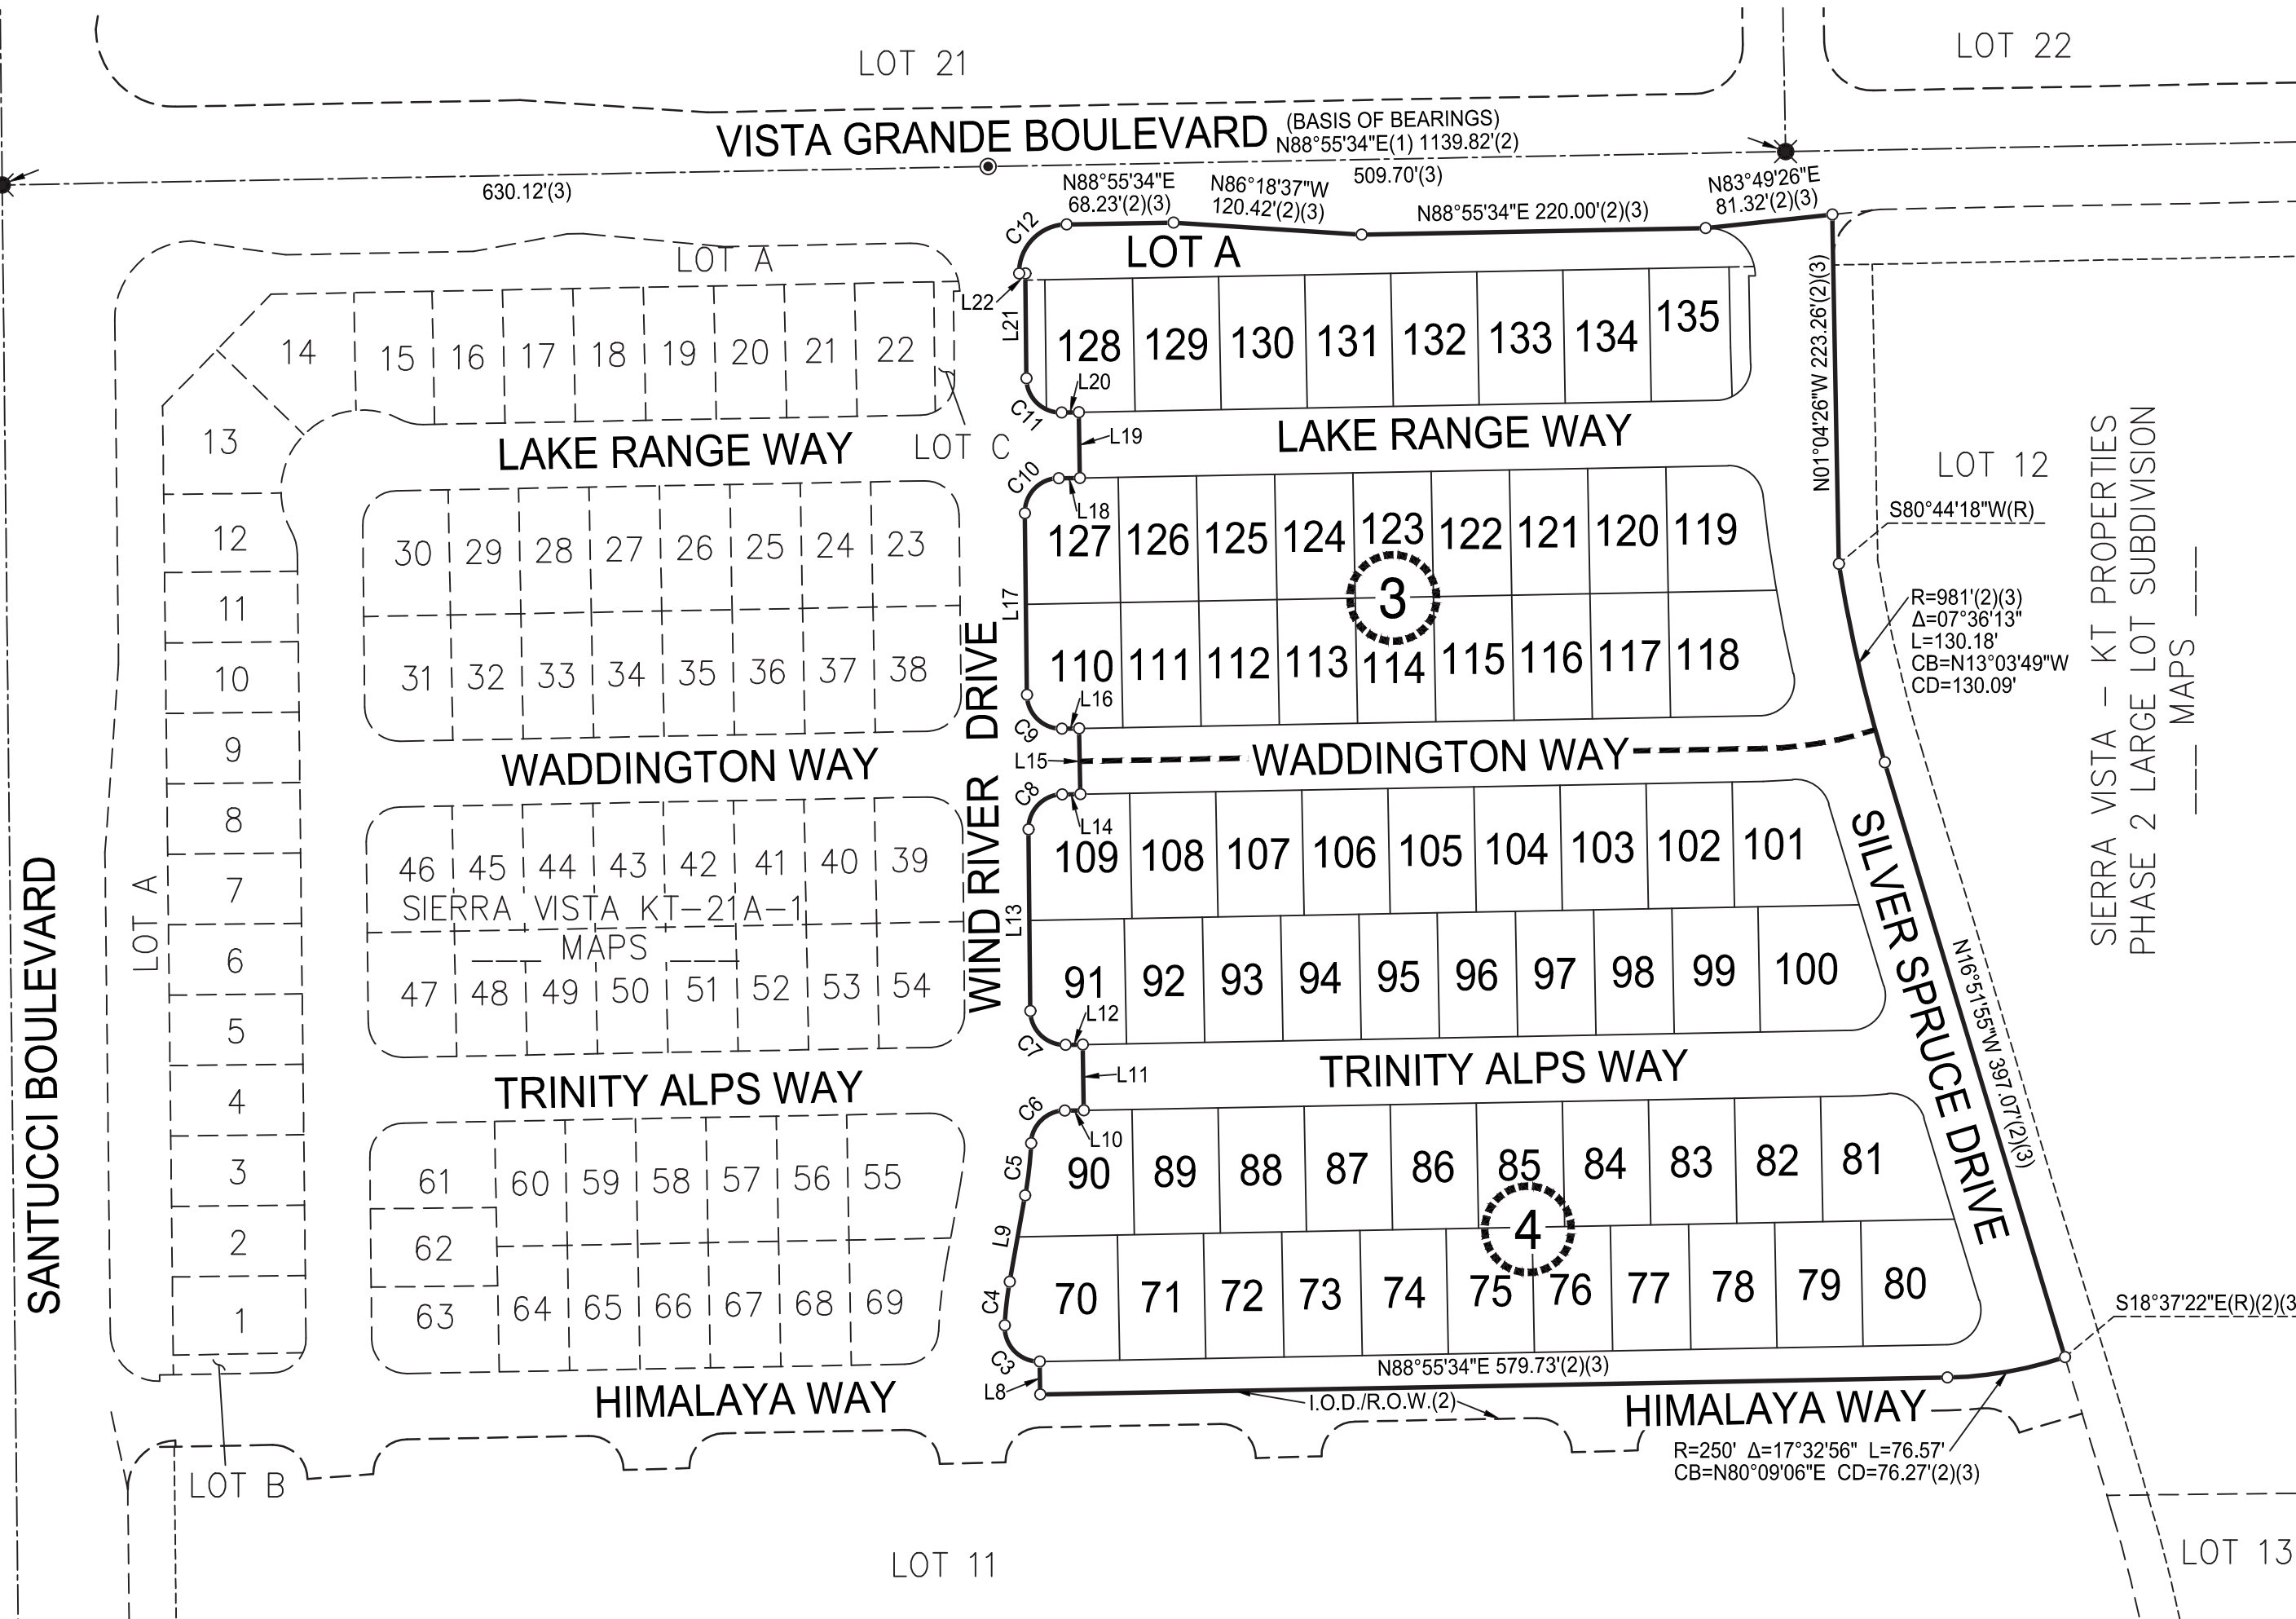 LOT 21
LOT 22
VISTA GRANDE BOULEVARD
(BASIS OF BEARINGS)
N88°55'34"E(1) 1139.82'(2)
630.12'(3)
509.70'(3)
N88°55'34"E
68.23'(2)(3)
N86°18'37"W
120.42'(2)(3)
N88°55'34"E 220.00'(2)(3)
N83°49'26"E
81.32'(2)(3)
C12
LOT A
LOT A
L22
L21
14
15
16
17
18
19
20
21
22
128
129
130
131
132
133
134
135
L20
C11
13
LAKE RANGE WAY
LOT C
L19
LAKE RANGE WAY
N01°04'26"W 223.26'(2)(3)
LOT 12
SIERRA VISTA - KT PROPERTIES
PHASE 2 LARGE LOT SUBDIVISION
___ MAPS ___
C10
L18
S80°44'18"W(R)
12
30
29
28
27
26
25
24
23
127
126
125
124
123
122
121
120
119
11
L17
3
R=981'(2)(3)
Δ=07°36'13"
L=130.18'
CB=N13°03'49"W
CD=130.09'
10
31
32
33
34
35
36
37
38
110
111
112
113
114
115
116
117
118
L16
C9
9
WADDINGTON WAY
WIND RIVER DRIVE
L15
WADDINGTON WAY
C8
L14
8
46
45
44
43
42
41
40
39
109
108
107
106
105
104
103
102
101
SILVER SPRUCE DRIVE
7
LOT A
SIERRA VISTA KT-21A-1
___ MAPS ___
L13
SANTUCCI BOULEVARD
6
47
48
49
50
51
52
53
54
91
92
93
94
95
96
97
98
99
100
N16°51'55"W 397.07'(2)(3)
L12
C7
5
TRINITY ALPS WAY
L11
TRINITY ALPS WAY
4
C6
L10
3
61
60
59
58
57
56
55
C5
90
89
88
87
86
85
84
83
82
81
2
62
L9
4
1
63
64
65
66
67
68
69
C4
70
71
72
73
74
75
76
77
78
79
80
S18°37'22"E(R)(2)(3
C3
N88°55'34"E 579.73'(2)(3)
L8
HIMALAYA WAY
I.O.D./R.O.W.(2)
HIMALAYA WAY
R=250' Δ=17°32'56" L=76.57'
CB=N80°09'06"E CD=76.27'(2)(3)
LOT B
LOT 11
LOT 13